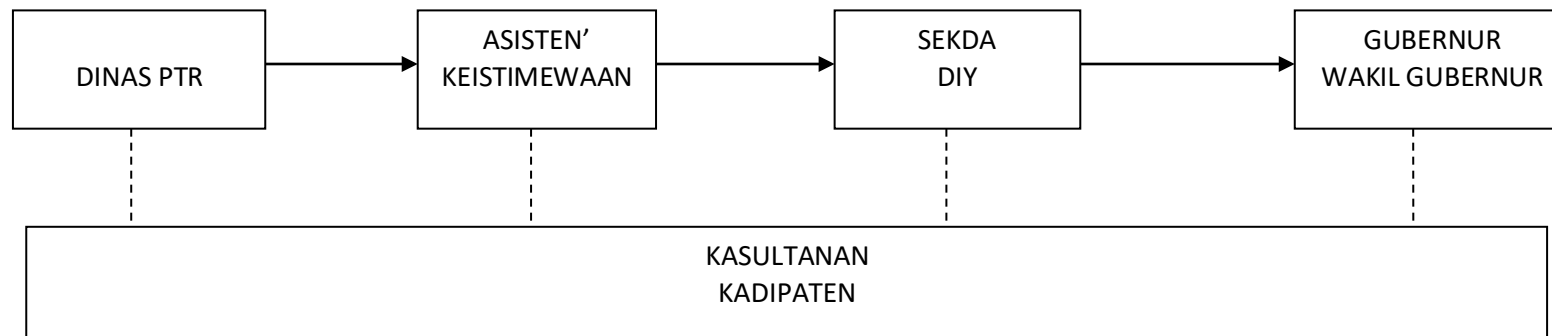 DINAS PTR
ASISTEN’
KEISTIMEWAAN
SEKDA
DIY
GUBERNUR
WAKIL GUBERNUR
KASULTANAN
KADIPATEN